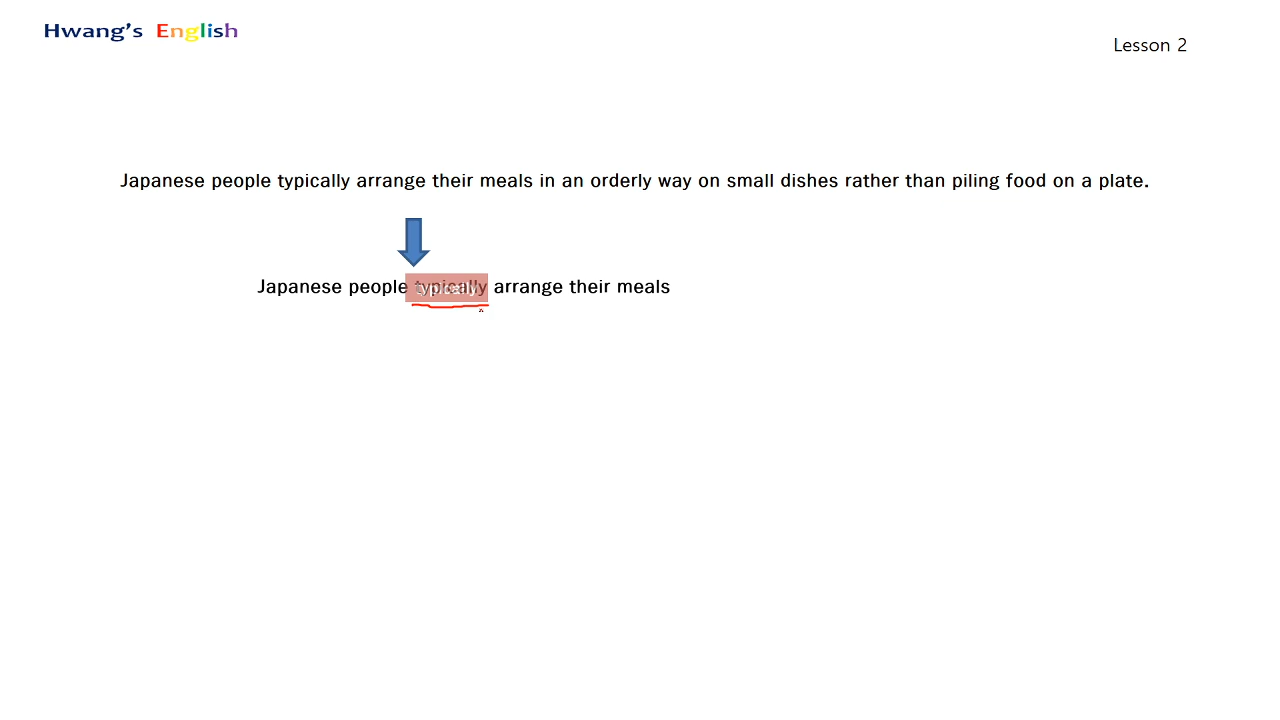 Hwang's English
Lesson 2
Japanese people typically arrange their meals in an orderly way on small dishes rather than piling food on a plate.
Japanese people typically arrange their meals